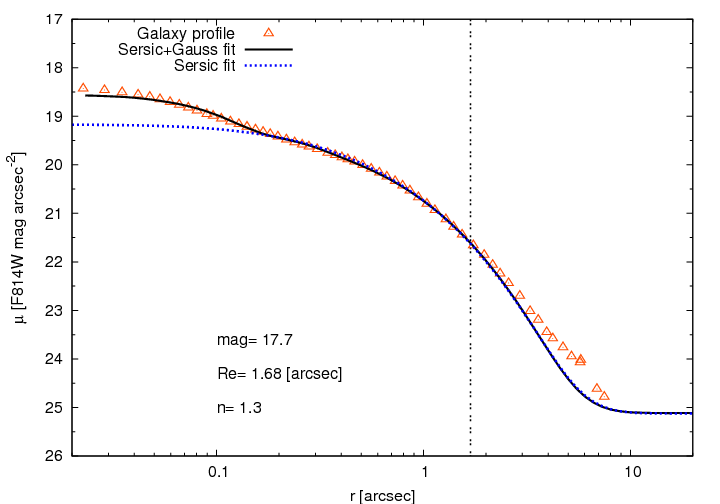 Galaxy profile
Sersic+Gauss fit
Sersic fit
17
18
19
20
21
22
23
24
25
26
μ [F814W mag arcsec-2]
mag= 17.7
Re= 1.68 [arcsec]
n= 1.3
0.1 1 10
r [arcsec]